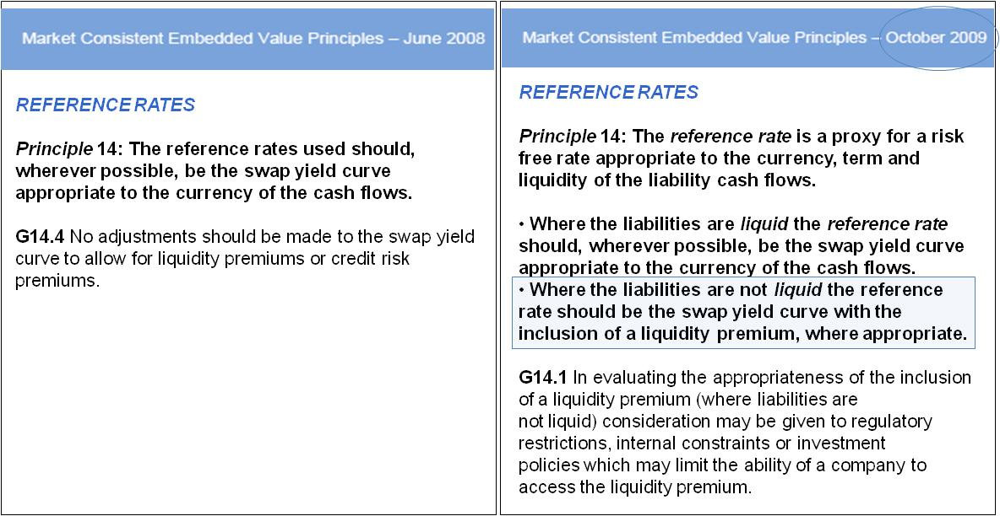 Market Consistent Embedded Value Principles – June 2008
REFERENCE RATES
Principle 14: The reference rates used should,
wherever possible, be the swap yield curve
appropriate to the currency of the cash flows.
G14.4 No adjustments should be made to the swap yield
curve to allow for liquidity premiums or credit risk
premiums.
Market Consistent Embedded Value Principles – October 2009
REFERENCE RATES
Principle 14: The reference rate is a proxy for a risk
free rate appropriate to the currency, term and
liquidity of the liability cash flows.
• Where the liabilities are liquid the reference rate
should, wherever possible, be the swap yield curve
appropriate to the currency of the cash flows.
• Where the liabilities are not liquid the reference
rate should be the swap yield curve with the
inclusion of a liquidity premium, where appropriate.
G14.1 In evaluating the appropriateness of the inclusion
of a liquidity premium (where liabilities are
not liquid) consideration may be given to regulatory
restrictions, internal constraints or investment
policies which may limit the ability of a company to
access the liquidity premium.